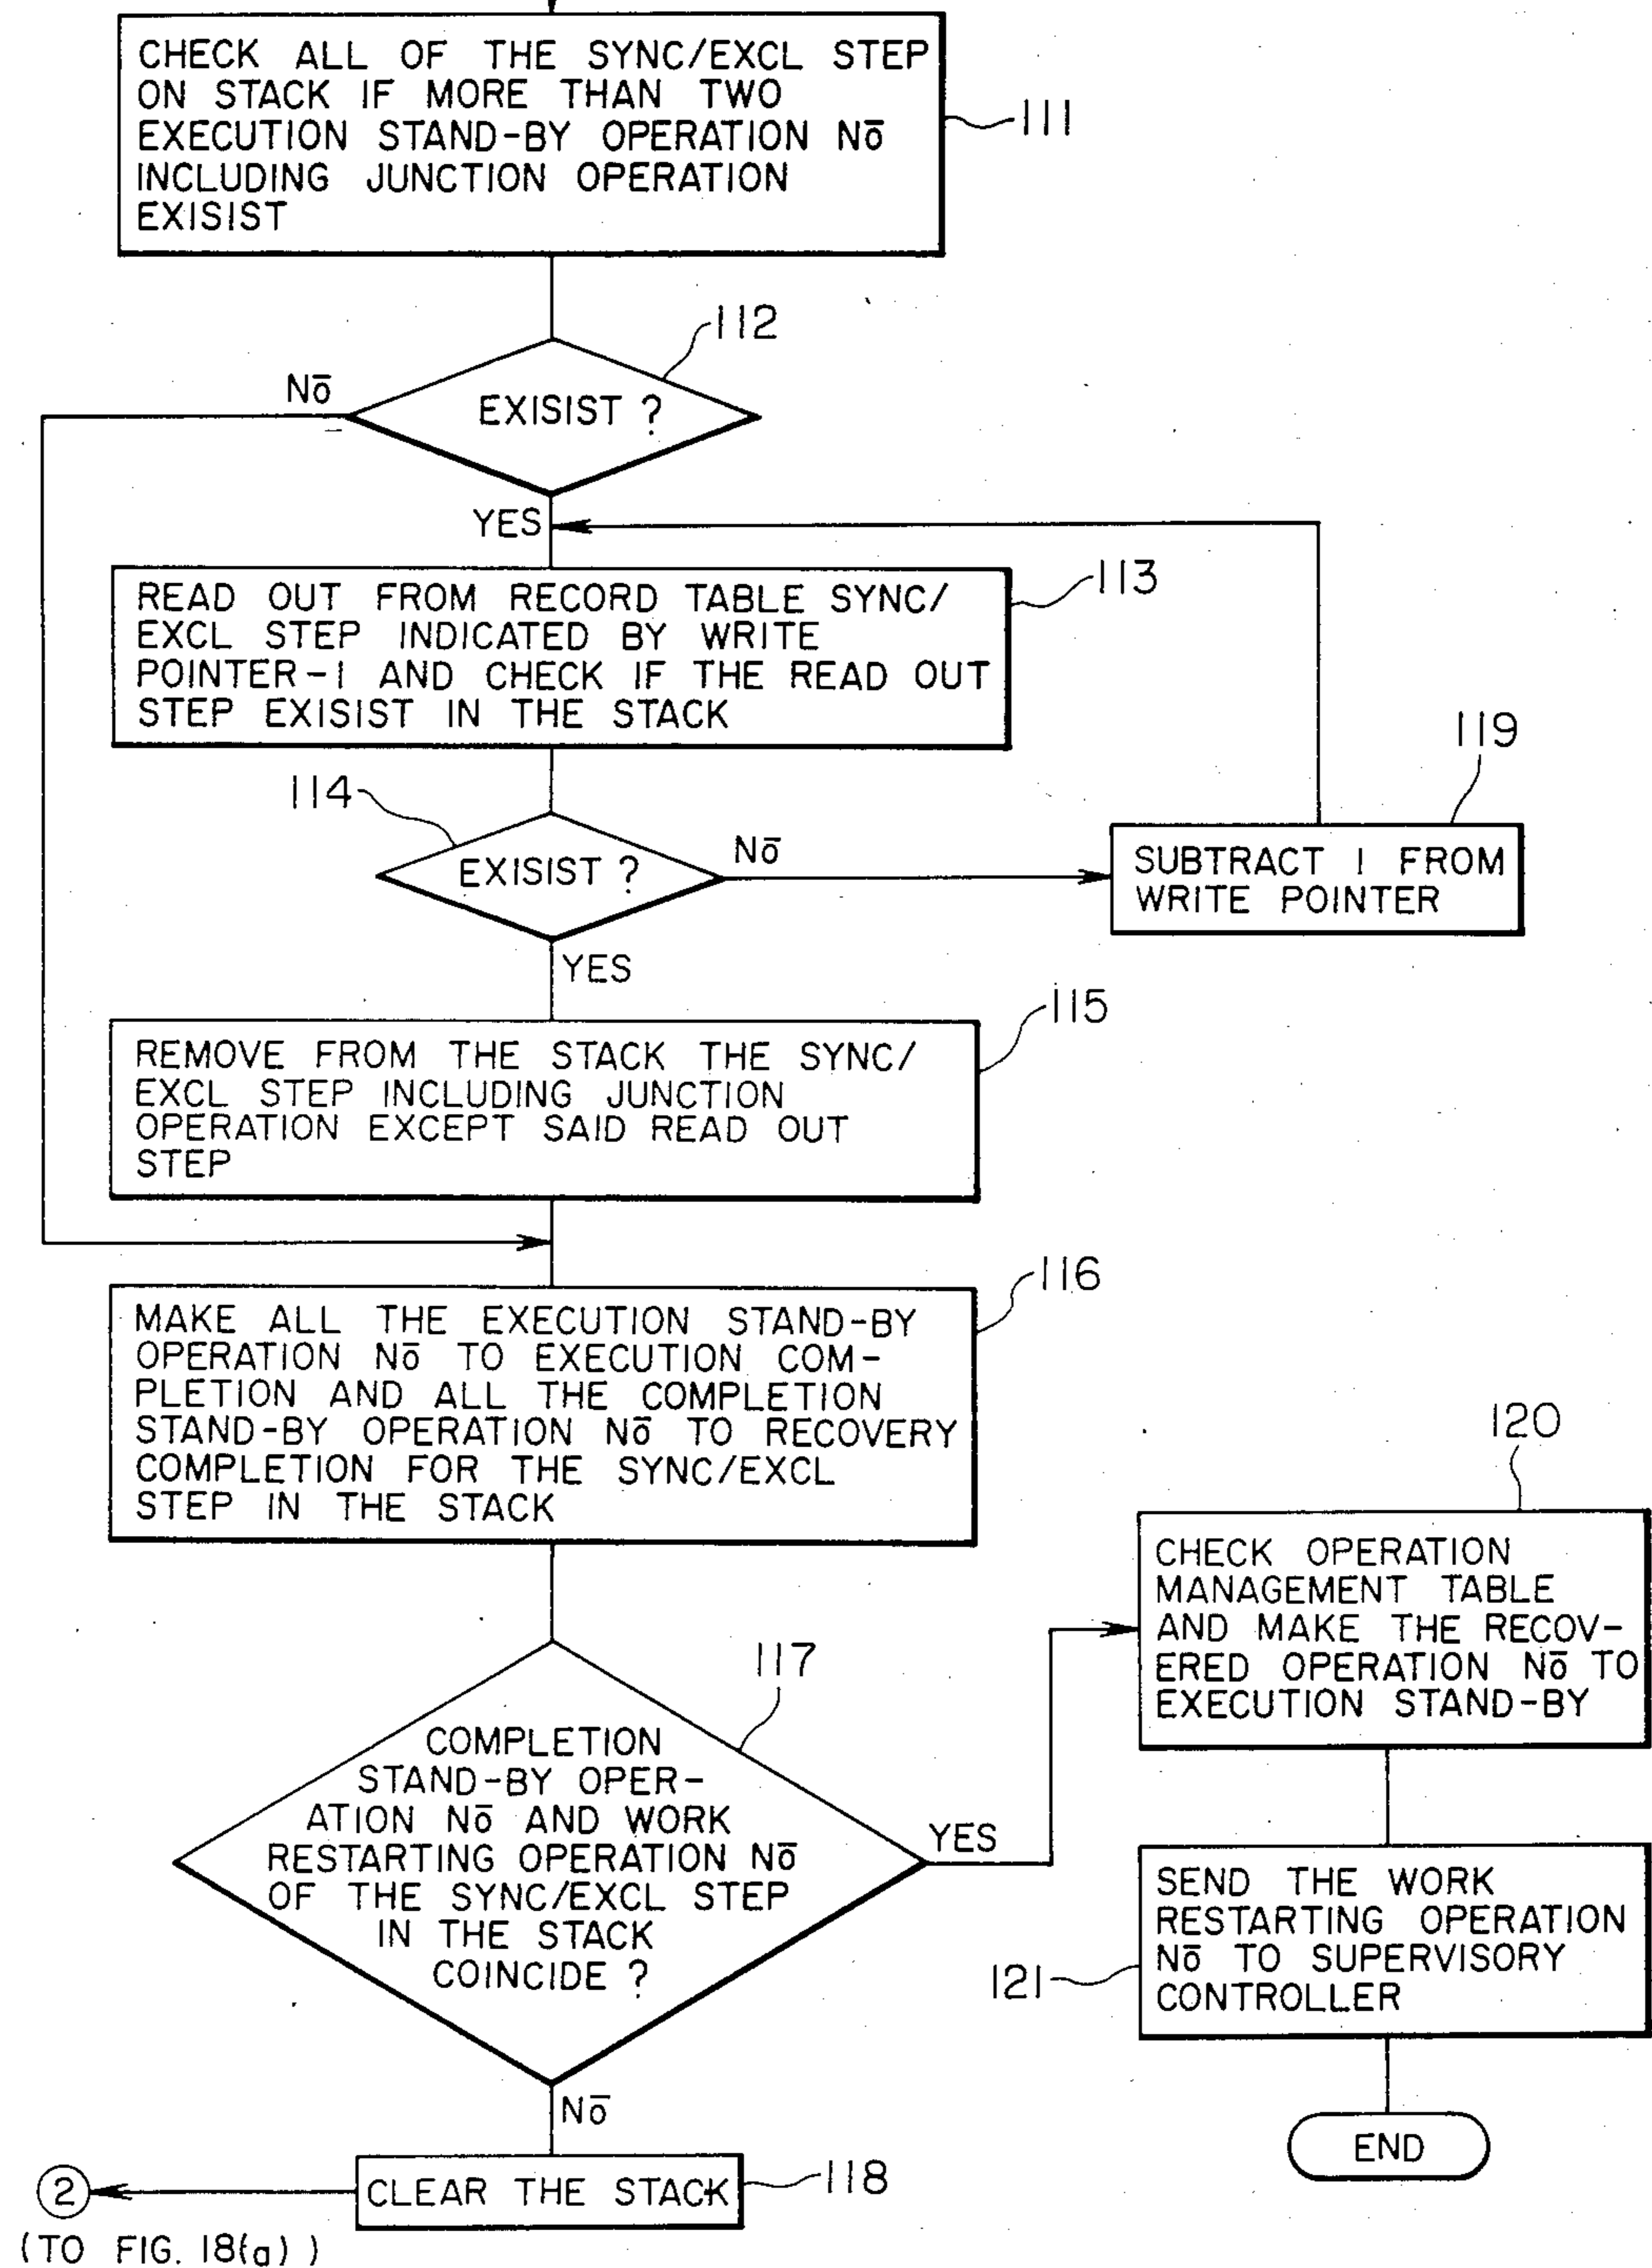 CHECK ALL OF THE SYNC/EXCL STEP
ON STACK IF MORE THAN TWO
EXECUTION STAND-BY OPERATION Nō
INCLUDING JUNCTION OPERATION
EXISIST
111
112
Nō
EXISIST ?
YES
READ OUT FROM RECORD TABLE SYNC/
EXCL STEP INDICATED BY WRITE
POINTER-1 AND CHECK IF THE READ OUT
STEP EXISIST IN THE STACK
113
114
EXISIST ?
Nō
119
SUBTRACT 1 FROM
WRITE POINTER
YES
REMOVE FROM THE STACK THE SYNC/
EXCL STEP INCLUDING JUNCTION
OPERATION EXCEPT SAID READ OUT
STEP
115
MAKE ALL THE EXECUTION STAND-BY
OPERATION Nō TO EXECUTION COM-
PLETION AND ALL THE COMPLETION
STAND-BY OPERATION Nō TO RECOVERY
COMPLETION FOR THE SYNC/EXCL
STEP IN THE STACK
116
117
COMPLETION
STAND-BY OPER-
ATION Nō AND WORK
RESTARTING OPERATION Nō
OF THE SYNC/EXCL STEP
IN THE STACK
COINCIDE ?
YES
120
CHECK OPERATION
MANAGEMENT TABLE
AND MAKE THE RECOV-
ERED OPERATION Nō TO
EXECUTION STAND-BY
SEND THE WORK
RESTARTING OPERATION
Nō TO SUPERVISORY
CONTROLLER
121
END
Nō
CLEAR THE STACK
118
2
(TO FIG. 18(a))